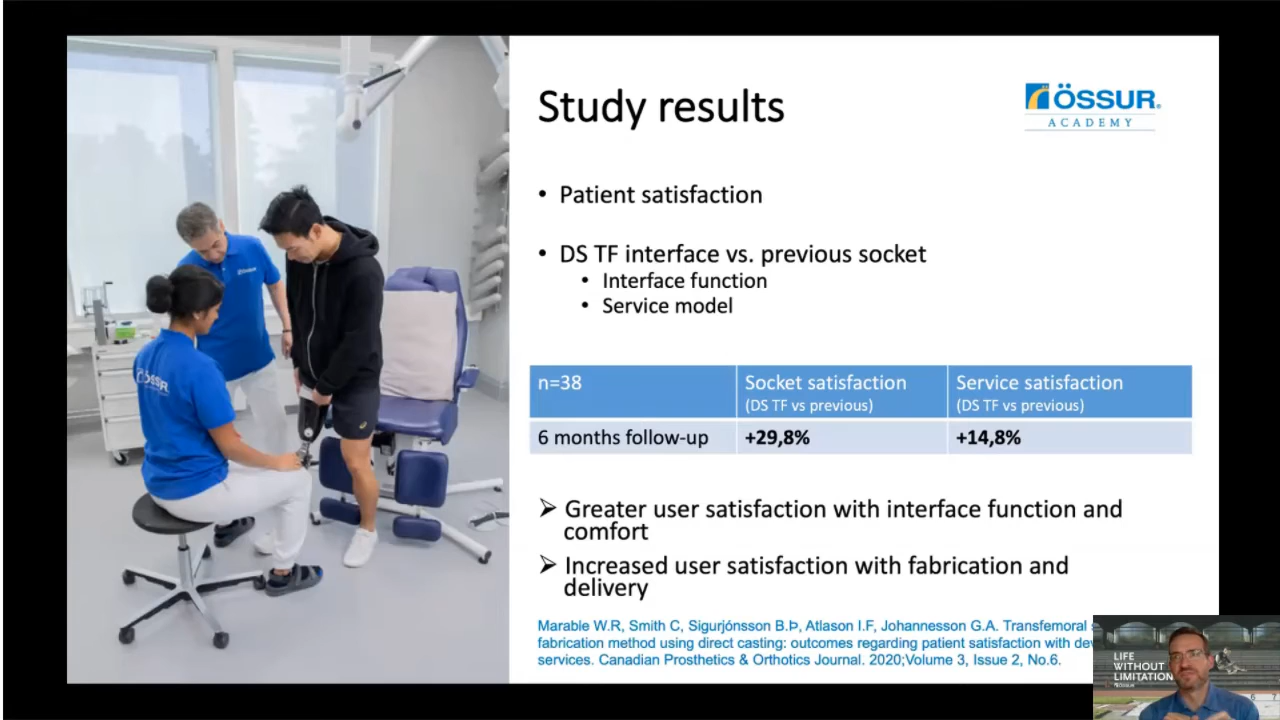 Study results
ÖSSUR®
ACADEMY
• Patient satisfaction
• DS TF interface vs. previous socket
• Interface function
• Service model
n=38
Socket satisfaction
(DS TF vs previous)
Service satisfaction
(DS TF vs previous)
6 months follow-up
+29,8%
+14,8%
➢ Greater user satisfaction with interface function and
comfort
➢ Increased user satisfaction with fabrication and
delivery
Marable W.R, Smith C, Sigurjónsson B.Þ, Atlason I.F, Johannesson G.A. Transfemoral
fabrication method using direct casting: outcomes regarding patient satisfaction with
services. Canadian Prosthetics & Orthotics Journal. 2020;Volume 3, Issue 2, No.6.
LIFE
WITHOUT
LIMITATION
ÖSSUR